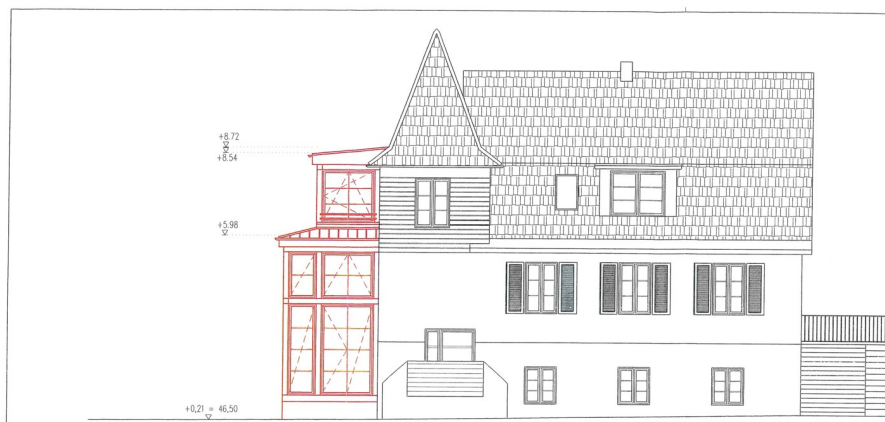 +8.72
+8.54
+5.98
+0,21 = 46,50